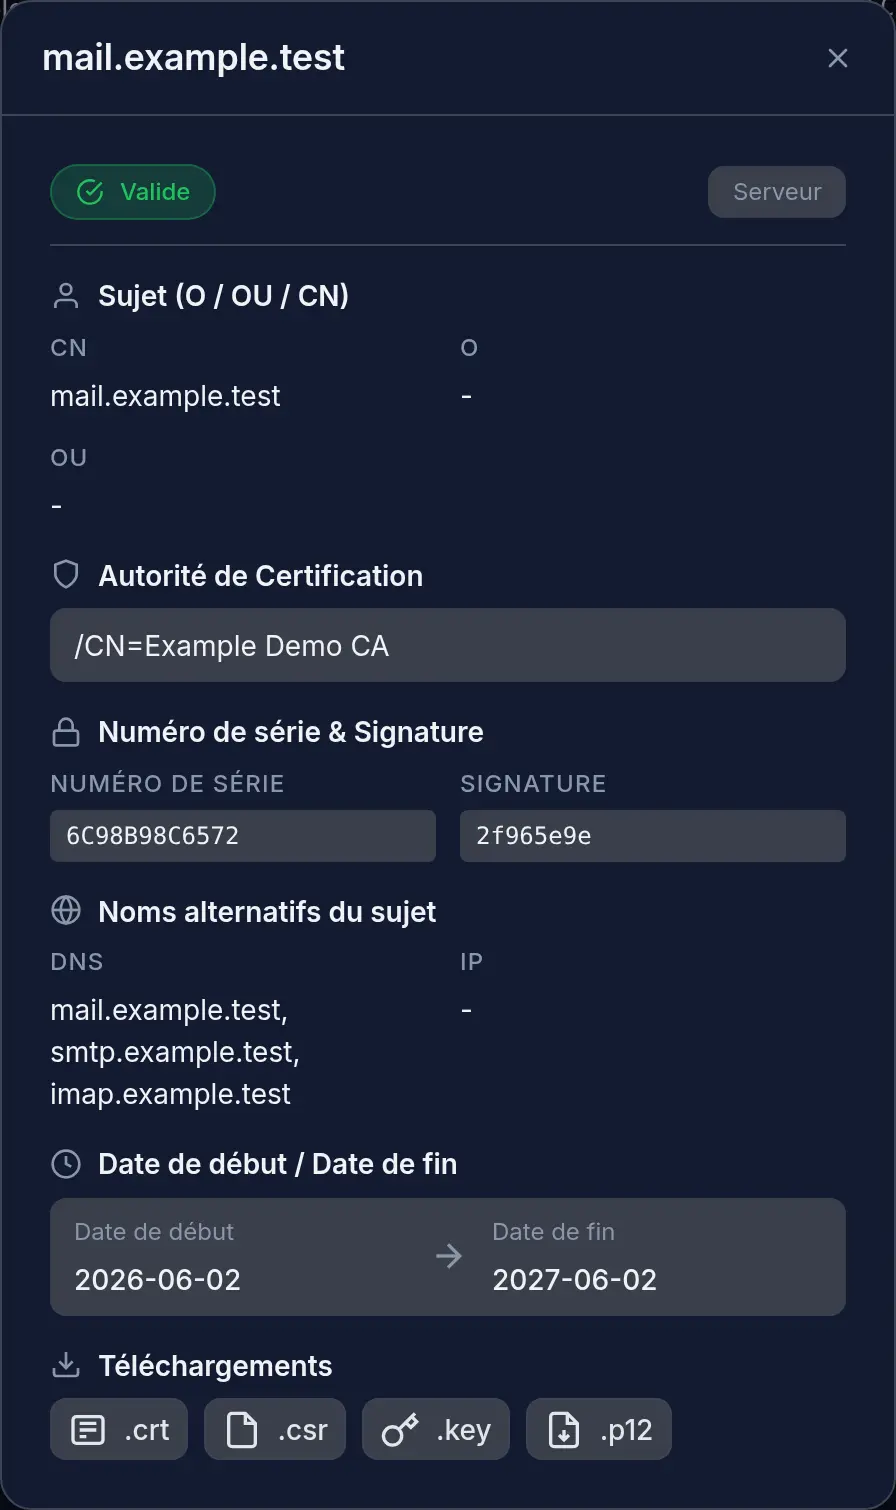 mail.example.test
Valide
Serveur
Sujet (O / OU / CN)
CN
O
mail.example.test
-
OU
-
Autorité de Certification
/CN=Example Demo CA
Numéro de série & Signature
NUMÉRO DE SÉRIE
SIGNATURE
6C98B98C6572
2f965e9e
Noms alternatifs du sujet
DNS
IP
mail.example.test,
-
smtp.example.test,
imap.example.test
Date de début / Date de fin
Date de début
Date de fin
2026-06-02
2027-06-02
Téléchargements
.crt
.csr
.key
.p12